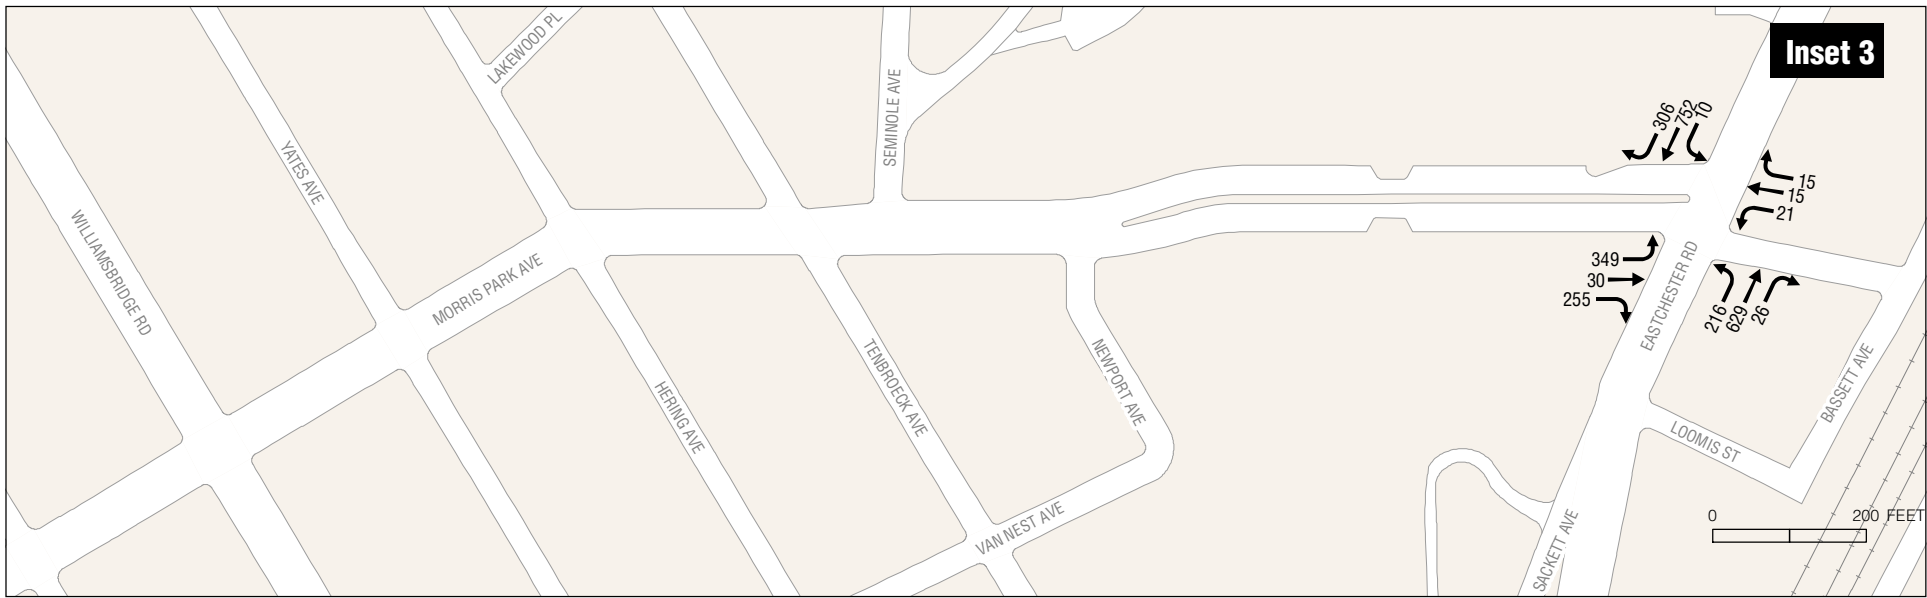 LAKEWOOD PL
Inset 3
SEMINOLE AVE
306
752
10
YATES AVE
15
15
21
WILLIAMSBRIDGE RD
MORRIS PARK AVE
349
30
255
EASTCHESTER RD
216
629
26
TENBROECK AVE
NEWPORT AVE
HERING AVE
BASSETT AVE
LOOMIS ST
VAN NEST AVE
SACKETT AVE
0 200 FEET